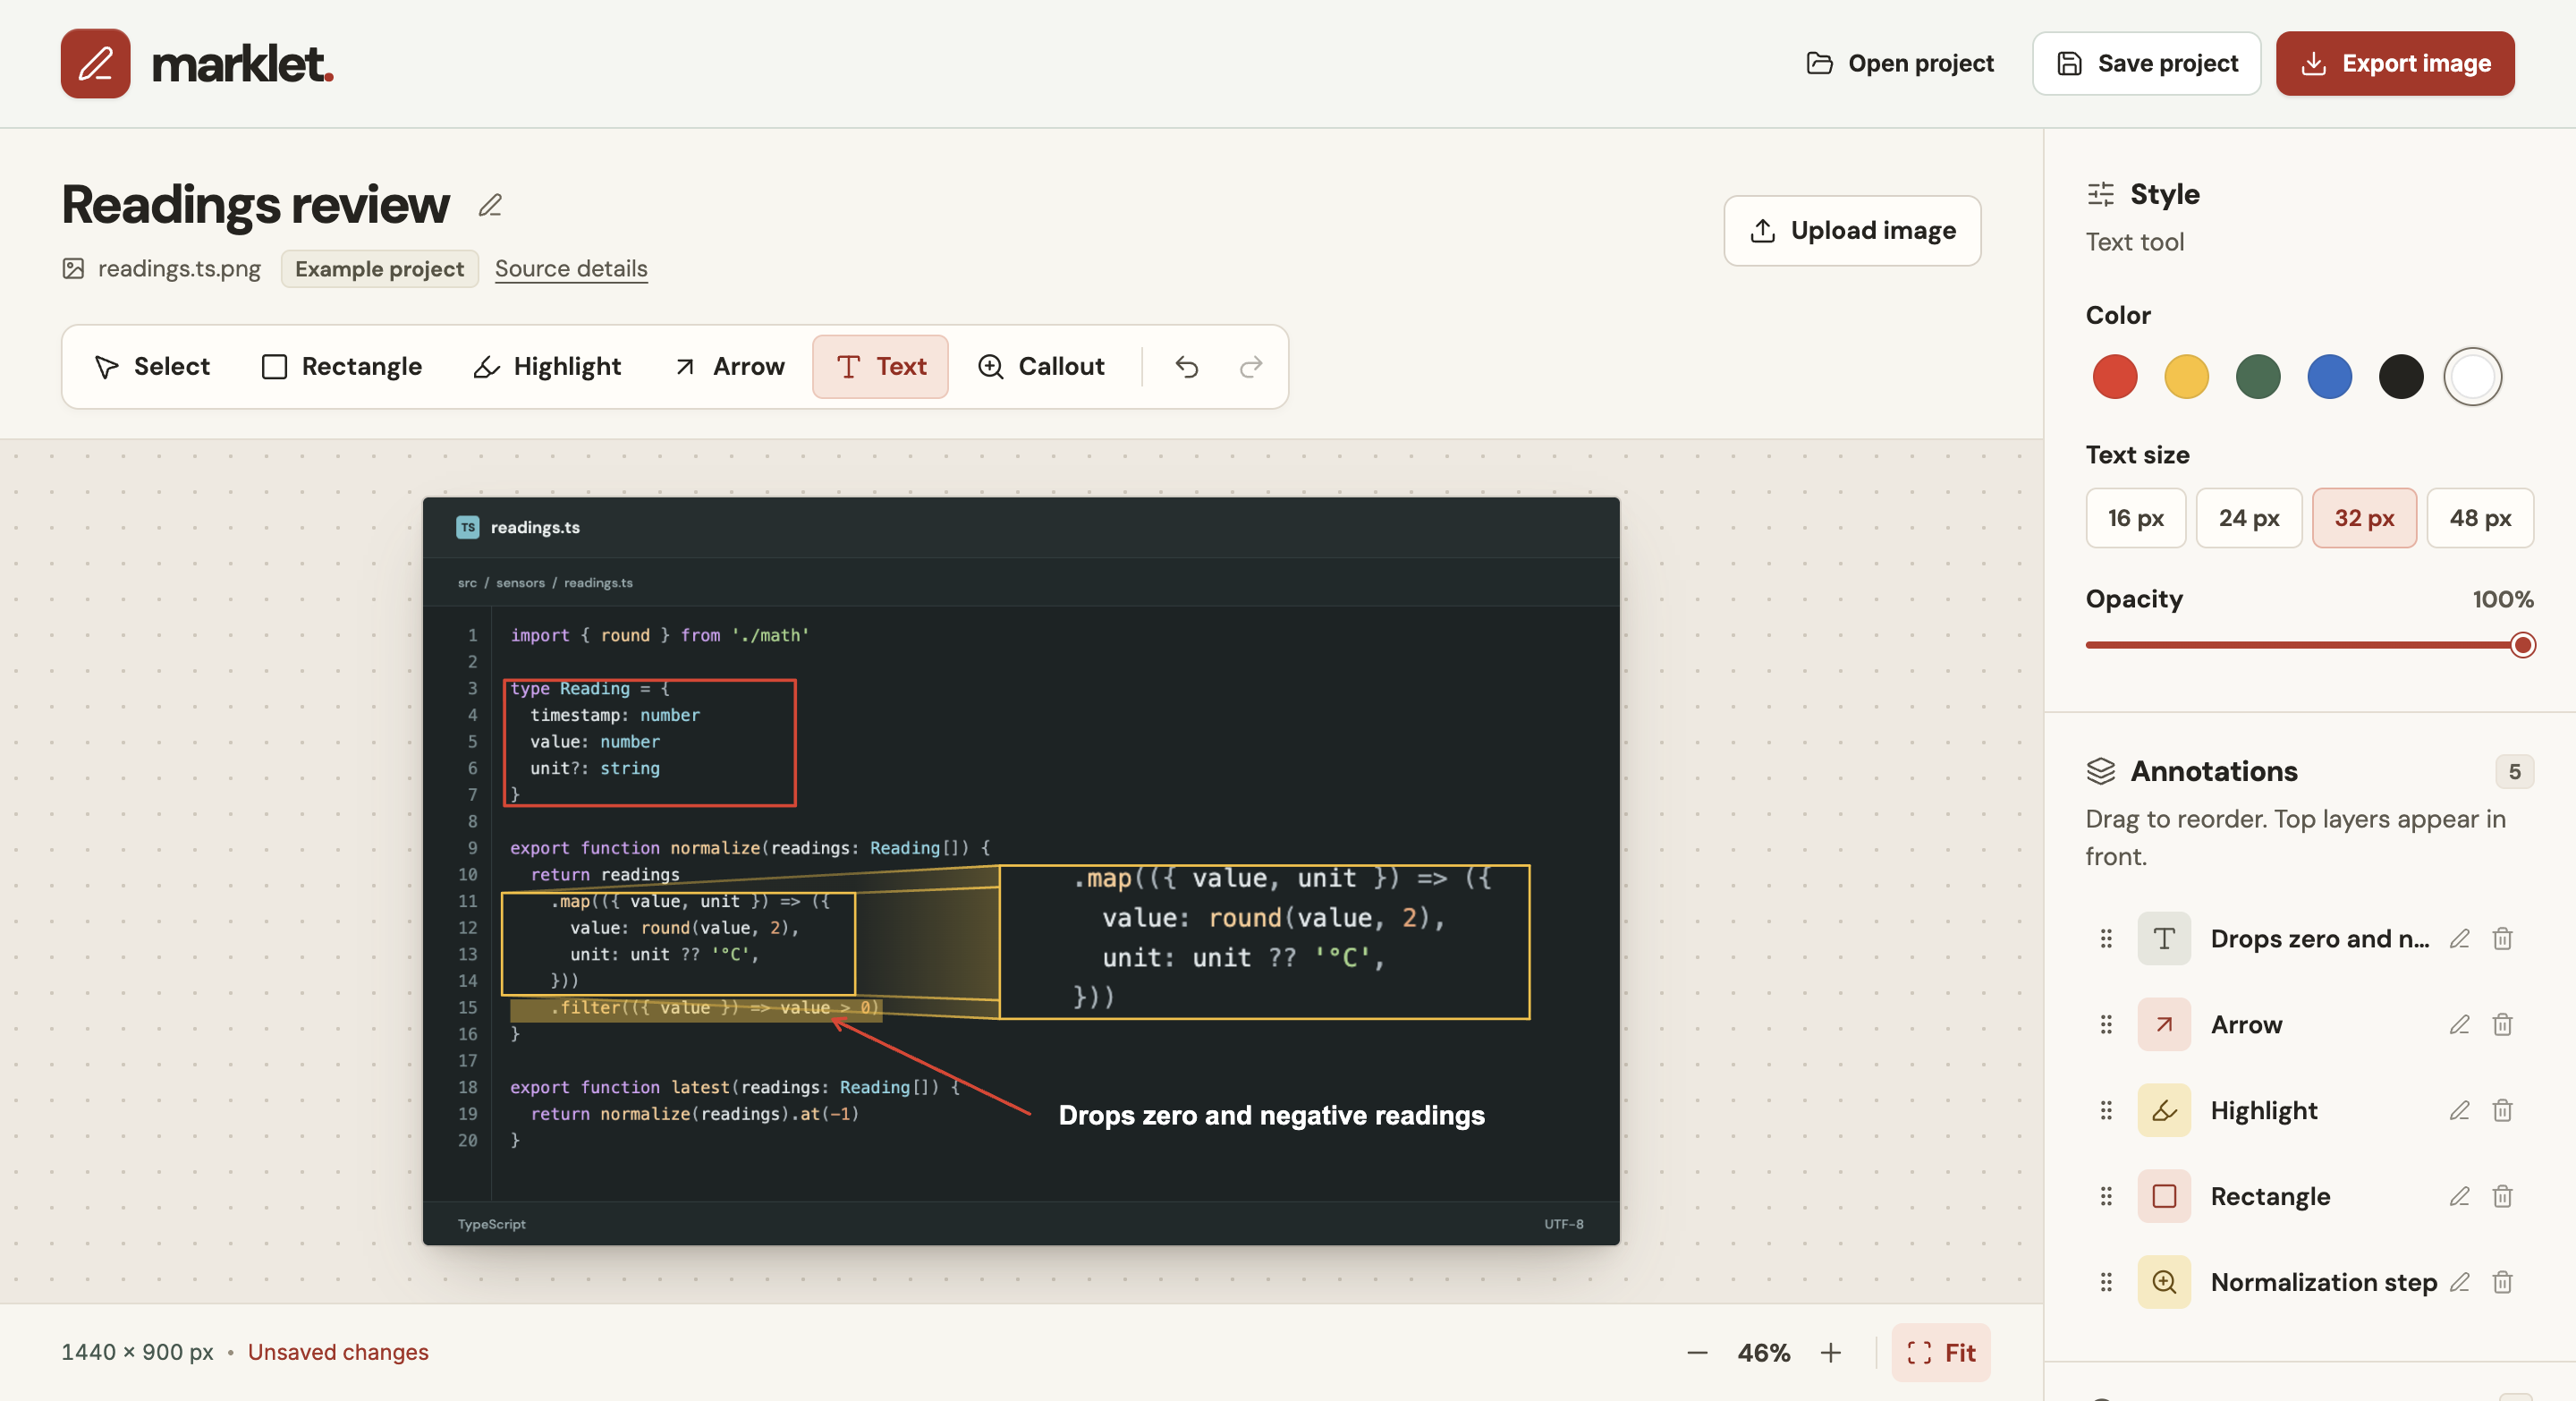 marklet.
Open project
Save project
Export image
Readings review
readings.ts.png
Example project
Source details
Upload image
Select
Rectangle
Highlight
Arrow
Text
Callout
TS readings.ts
src / sensors / readings.ts
1 import { round } from './math'
2
3 type Reading = {
4 timestamp: number
5 value: number
6 unit?: string
7 }
8
9 export function normalize(readings: Reading[]) {
10 return readings
11 .map(({ value, unit }) => ({
12 value: round(value, 2),
13 unit: unit ?? '°C',
14 }))
15 .filter(({ value }) => value > 0)
16 }
17
18 export function latest(readings: Reading[]) {
19 return normalize(readings).at(-1)
20 }
.map(({ value, unit }) => ({
value: round(value, 2),
unit: unit ?? '°C',
}))
Drops zero and negative readings
TypeScript
UTF-8
1440 × 900 px • Unsaved changes
46%
Fit
Style
Text tool
Color
Text size
16 px
24 px
32 px
48 px
Opacity
100%
Annotations
5
Drag to reorder. Top layers appear in
front.
Drops zero and n...
Arrow
Highlight
Rectangle
Normalization step